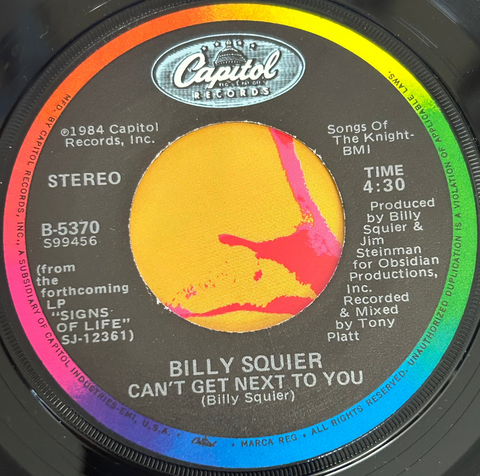 Capitol
RECORDS
℗1984 Capitol
Records, Inc.
STEREO
B-5370
S99456
(from
the
forthcoming
LP
"SIGNS
OF LIFE"
SJ-12361)
Songs Of
The Knight-
BMI
TIME
4:30
Produced
by Billy
Squier & Jim
Steinman
for Obsidian
Productions,
Inc.
Recorded
& Mixed
by Tony
Platt
BILLY SQUIER
CAN'T GET NEXT TO YOU
(Billy Squier)
MFD. BY CAPITOL RECORDS, INC., A SUBSIDIARY OF CAPITOL INDUSTRIES-EMI, U.S.A. • Capitol • MARCA REG. • ALL RIGHTS RESERVED. UNAUTHORIZED DUPLICATION IS A VIOLATION OF APPLICABLE LAWS.